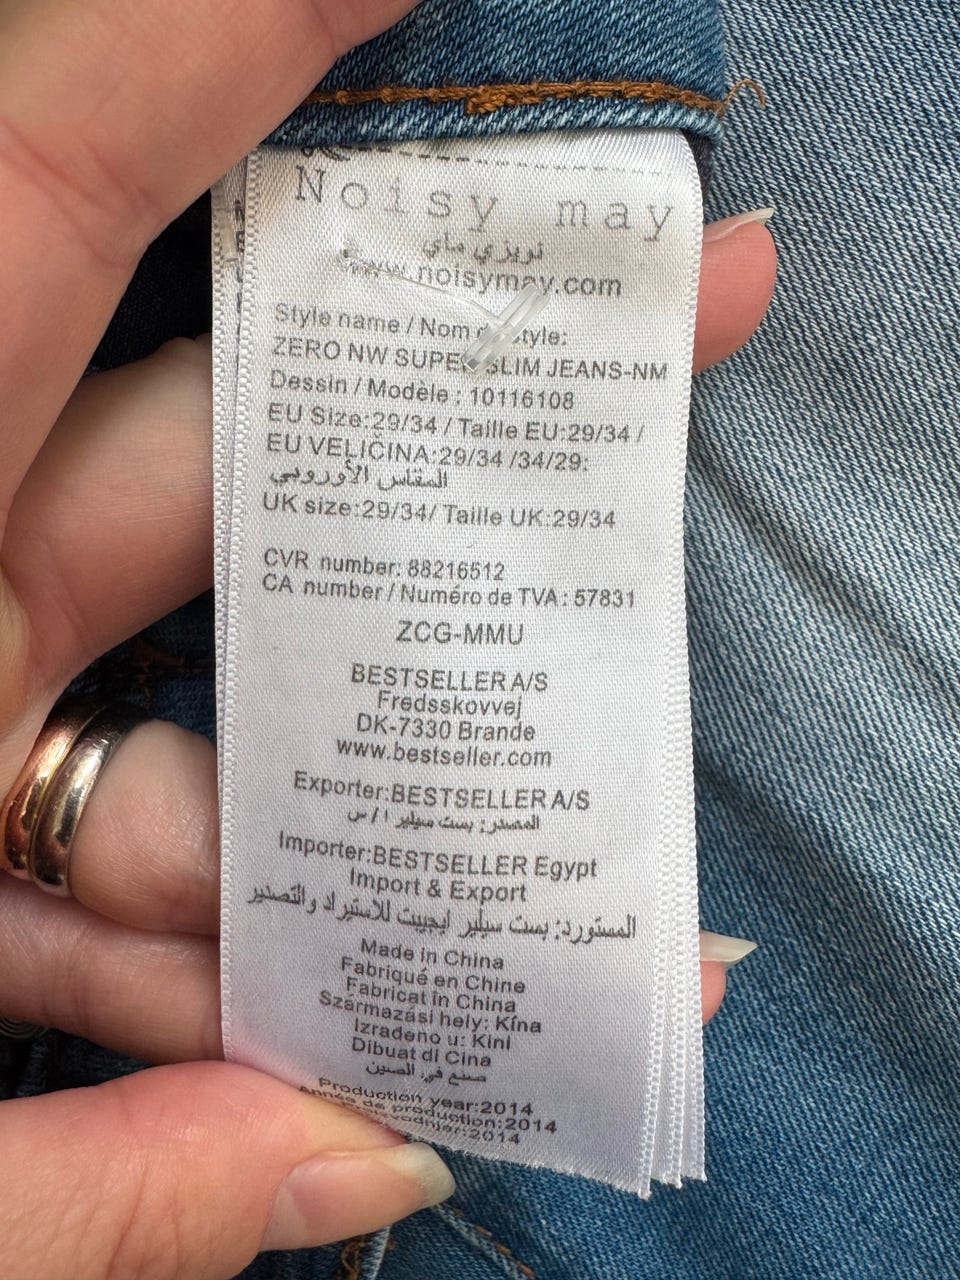 Noisy may
نويزي ماي
www.noisymay.com
Style name / Nom de style:
ZERO NW SUPER SLIM JEANS-NM
Dessin / Modèle : 10116108
EU Size:29/34 / Taille EU:29/34 /
EU VELIČINA:29/34 /34/29:
المقاس الأوروبي
UK size:29/34/ Taille UK:29/34
CVR number: 88216512
CA number / Numéro de TVA: 57831
ZCG-MMU
BESTSELLER A/S
Fredsskovvej
DK-7330 Brande
www.bestseller.com
Exporter:BESTSELLER A/S
المصدر: بست سيلير ا / س
Importer:BESTSELLER Egypt
Import & Export
المستورد: بست سيلير ايجيبت للاستيراد والتصدير
Made in China
Fabriqué en Chine
Fabricat în China
Származási hely: Kína
Izradeno u: Kini
Dibuat di Cina
صنع في الصين
Production year:2014
Année de production:2014
:2014